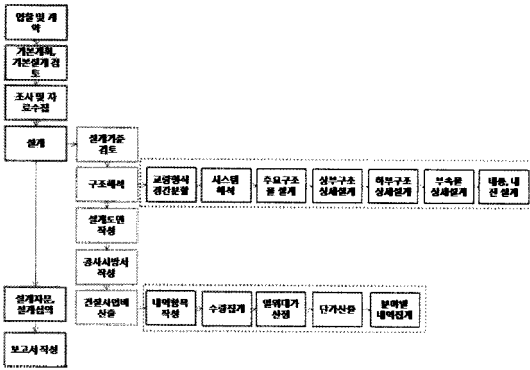 입찰 및 계
약
기본계획,
기본설계 검
토
조사 및 자
료수집
설계
설계기준
검토
구조해석
교량형식
경간분할
시스템
해석
주요구조
물 설계
상부구조
상세설계
하부구조
상세설계
부속물
상세설계
내풍, 내
진 설계
설계도면
작성
공사시방서
작성
설계자문,
설계심의
건설사업비
산출
내역항목
작성
수량집계
일위대가
산정
단가산출
분야별
내역집계
보고서 작성